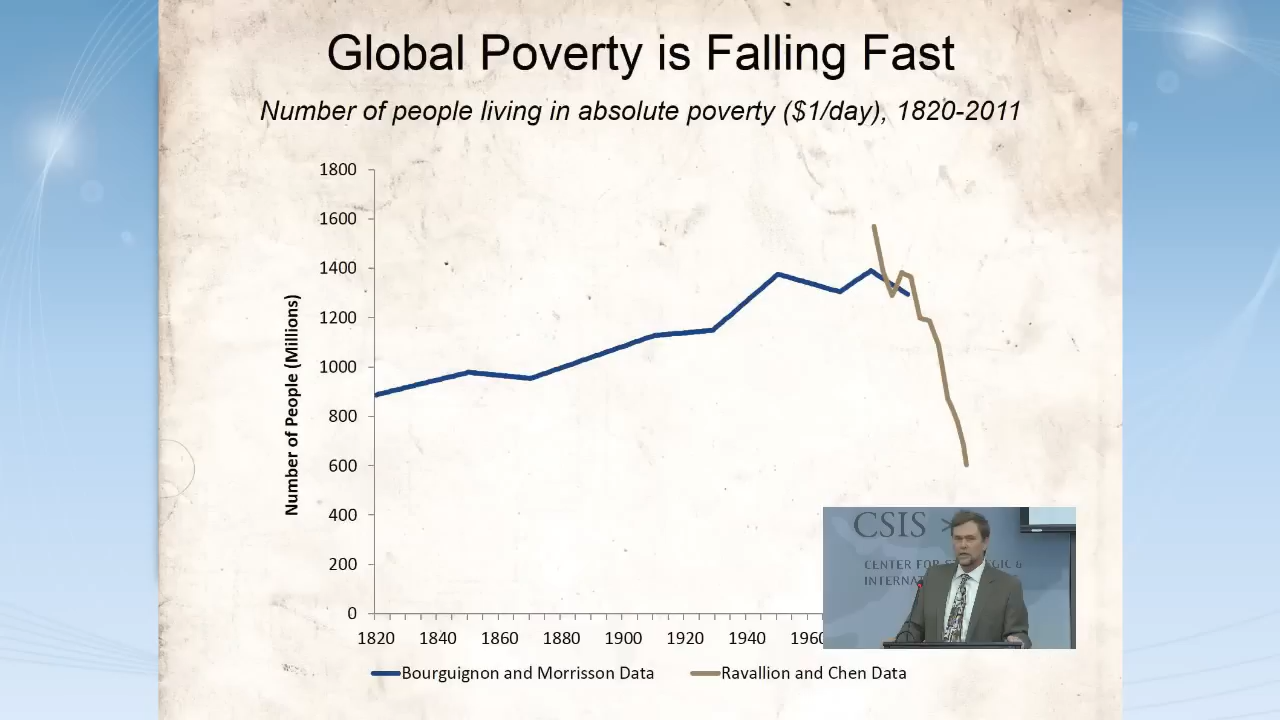 Global Poverty is Falling Fast
Number of people living in absolute poverty ($1/day), 1820-2011
Number of People (Millions)
1800
1600
1400
1200
1000
800
600
400
200
0
1820 1840 1860 1880 1900 1920 1940 1960
Bourguignon and Morrisson Data Ravallion and Chen Data
CSIS
CENTER FOR